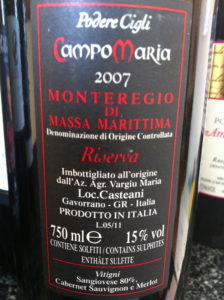 Podere Cigli
CampoMaria
2007
MONTEREGIO
DI
MASSA MARITTIMA
Denominazione di Origine Controllata
Riserva
Imbottigliato all'origine
dall'Az. Agr. Vargiu Maria
Loc.Casteani
Gavorrano - GR - Italia
PRODOTTO IN ITALIA
L.05/11
750 ml e 15% vol
CONTIENE SOLFITI / CONTAINS SULPHITES
ENTHÄLT SULFITE
Vitigni
Sangiovese 80%,
Cabernet Sauvignon e Merlot